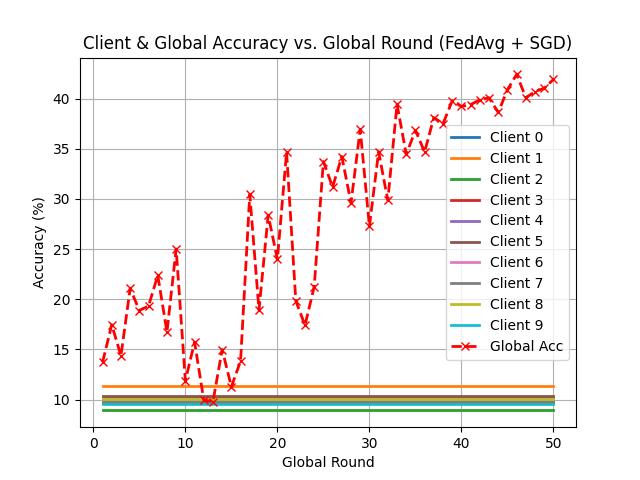 Client & Global Accuracy vs. Global Round (FedAvg + SGD)
Accuracy (%)
40
35
30
25
20
15
10
0
10
20
30
40
50
Global Round
Client 0
Client 1
Client 2
Client 3
Client 4
Client 5
Client 6
Client 7
Client 8
Client 9
Global Acc